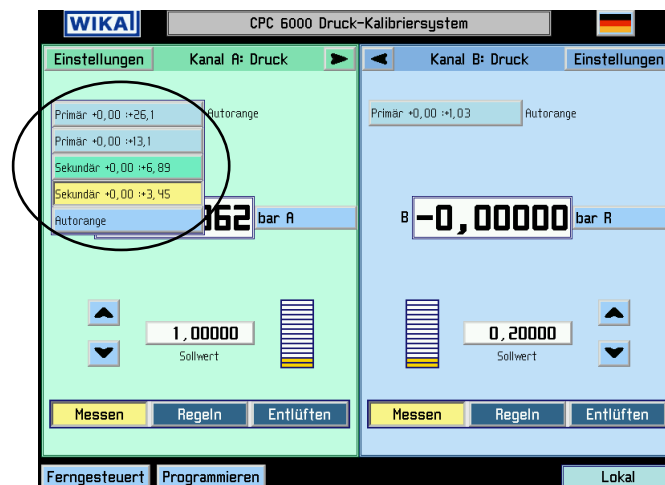 WIKA CPC 6000 Druck-Kalibriersystem
Einstellungen Kanal A: Druck
Kanal B: Druck Einstellungen
Primär +0,00 :+26,1 Autorange
Primär +0,00 :+13,1
Sekundär +0,00 :+6,89
Sekundär +0,00 :+3,45
Autorange
162 bar A
1,00000
Sollwert
Messen Regeln Entlüften
Primär +0,00 :+1,03 Autorange
B -0,00000 bar R
0,20000
Sollwert
Messen Regeln Entlüften
Ferngesteuert Programmieren Lokal